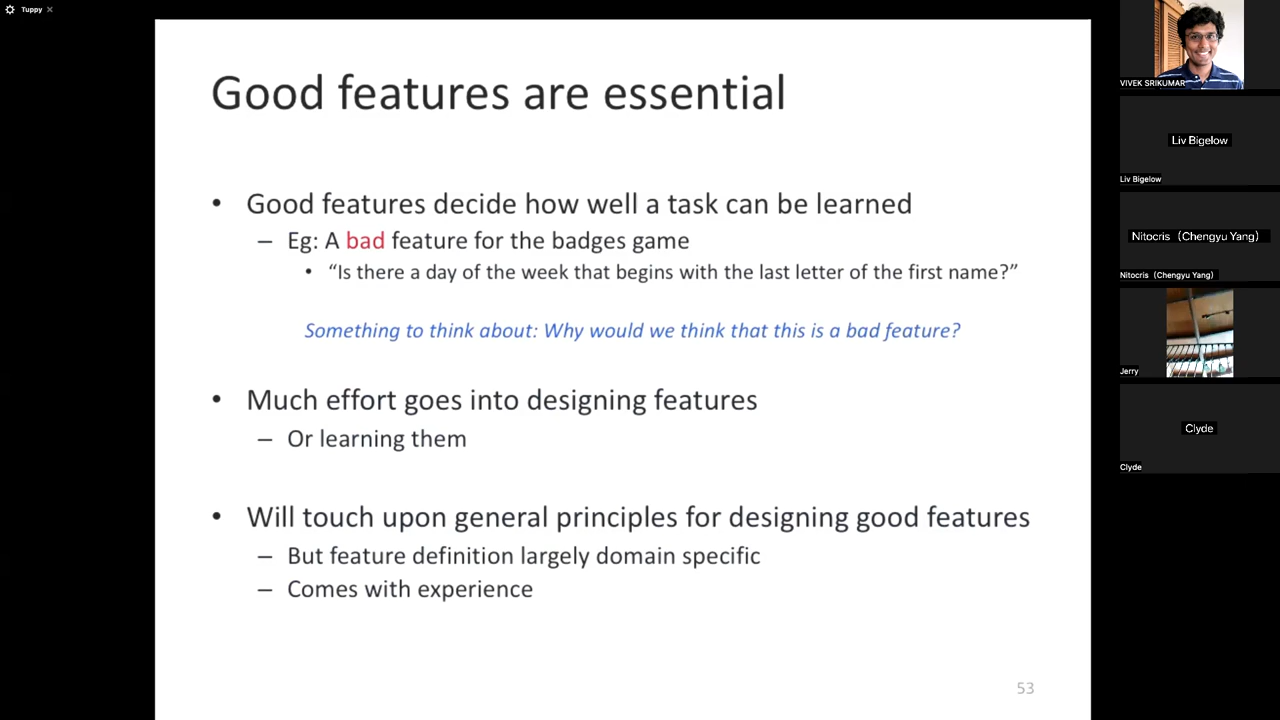 Tuppy
Good features are essential
• Good features decide how well a task can be learned
– Eg: A bad feature for the badges game
• “Is there a day of the week that begins with the last letter of the first name?”
Something to think about: Why would we think that this is a bad feature?
• Much effort goes into designing features
– Or learning them
• Will touch upon general principles for designing good features
– But feature definition largely domain specific
– Comes with experience
53
VIVEK SRIKUMAR
Liv Bigelow
Liv Bigelow
Nitocris（Chengyu Yang）
Nitocris（Chengyu Yang）
Jerry
Clyde
Clyde